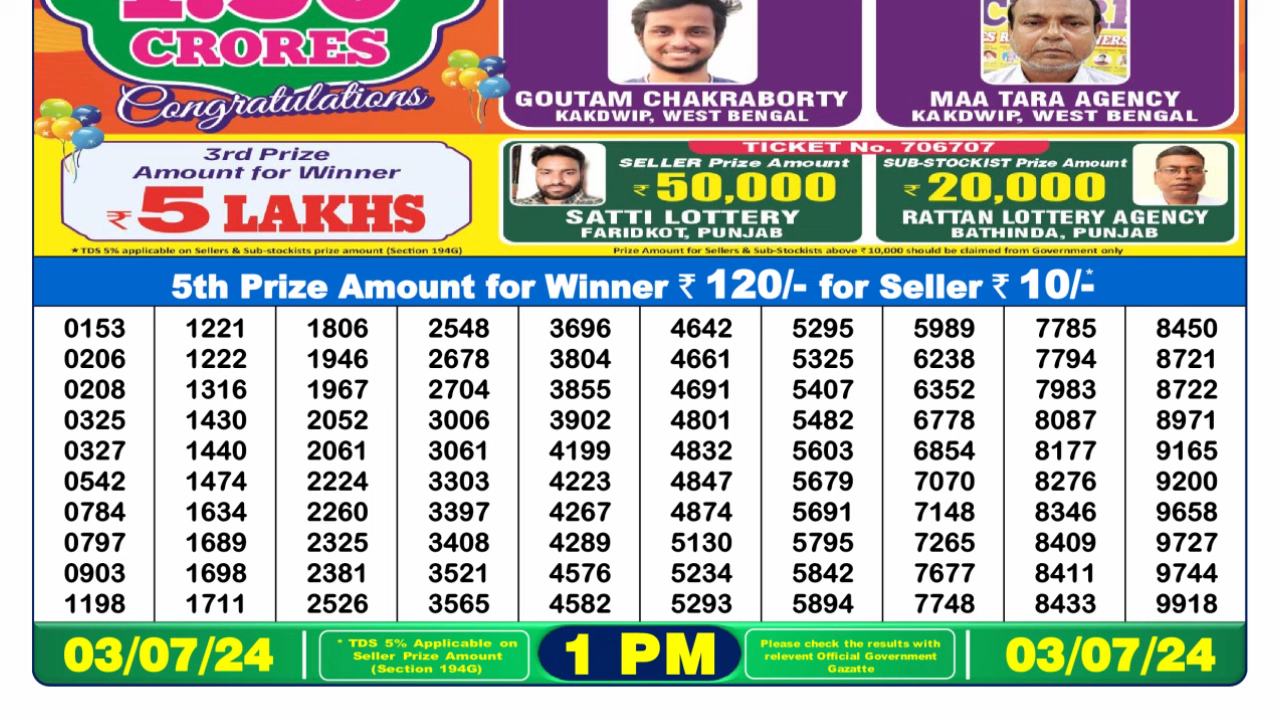 CRORES
Congratulations
GOUTAM CHAKRABORTY
KAKDWIP, WEST BENGAL
MAA TARA AGENCY
KAKDWIP, WEST BENGAL
3rd Prize
Amount for Winner
₹5 LAKHS
TICKET No. 706707
SELLER Prize Amount
₹50,000
SATTI LOTTERY
FARIDKOT, PUNJAB
SUB-STOCKIST Prize Amount
₹20,000
RATTAN LOTTERY AGENCY
BATHINDA, PUNJAB
★TDS 5% applicable on Sellers & Sub-stockists prize amount (Section 194G)
Prize Amount for Sellers & Sub-Stockists above ₹10,000 should be claimed from Government only
5th Prize Amount for Winner ₹ 120/- for Seller ₹ 10/-*
0153 1221 1806 2548 3696 4642 5295 5989 7785 8450
0206 1222 1946 2678 3804 4661 5325 6238 7794 8721
0208 1316 1967 2704 3855 4691 5407 6352 7983 8722
0325 1430 2052 3006 3902 4801 5482 6778 8087 8971
0327 1440 2061 3061 4199 4832 5603 6854 8177 9165
0542 1474 2224 3303 4223 4847 5679 7070 8276 9200
0784 1634 2260 3397 4267 4874 5691 7148 8346 9658
0797 1689 2325 3408 4289 5130 5795 7265 8409 9727
0903 1698 2381 3521 4576 5234 5842 7677 8411 9744
1198 1711 2526 3565 4582 5293 5894 7748 8433 9918
03/07/24
* TDS 5% Applicable on
Seller Prize Amount
(Section 194G)
1 PM
Please check the results with
relevent Official Government
Gazatte
03/07/24